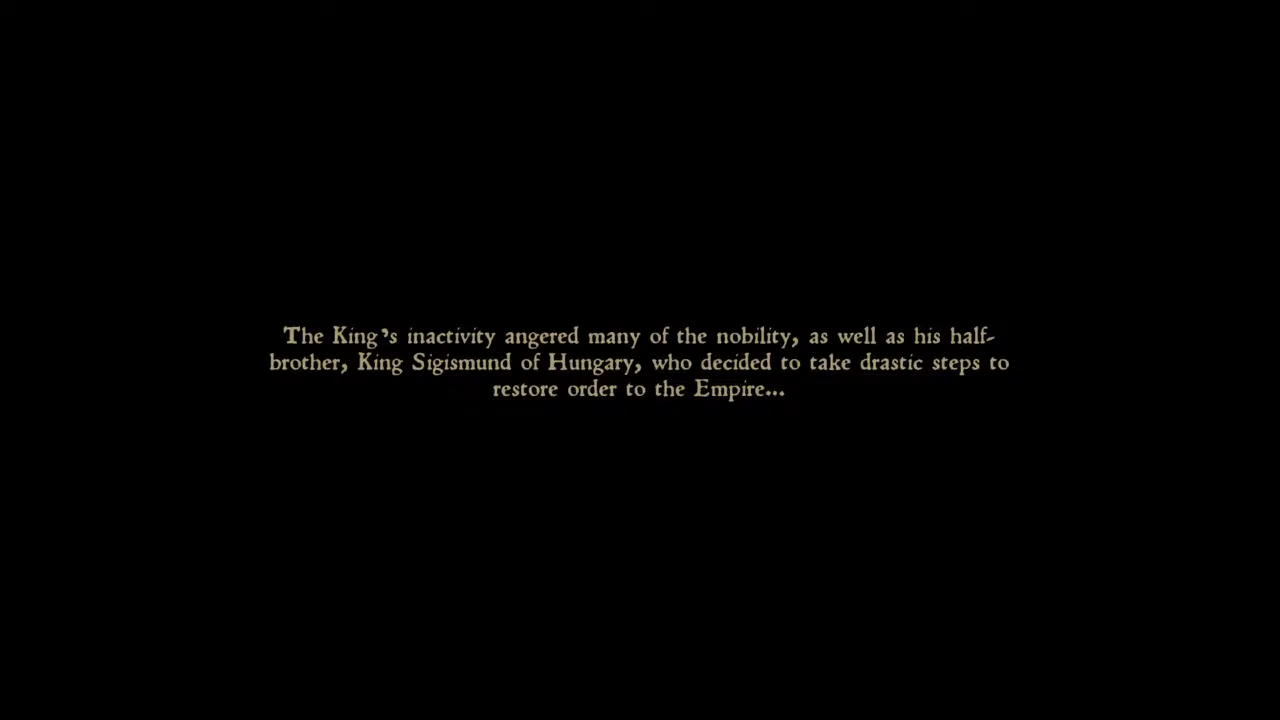 The King's inactivity angered many of the nobility, as well as his half-
brother, King Sigismund of Hungary, who decided to take drastic steps to
restore order to the Empire...